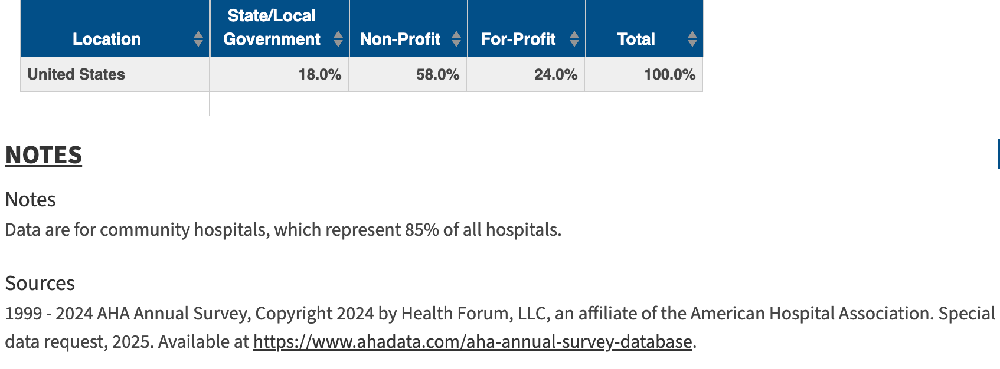 State/Local
Location Government Non-Profit For-Profit Total
United States 18.0% 58.0% 24.0% 100.0%
NOTES
Notes
Data are for community hospitals, which represent 85% of all hospitals.
Sources
1999 - 2024 AHA Annual Survey, Copyright 2024 by Health Forum, LLC, an affiliate of the American Hospital Association. Special
data request, 2025. Available at https://www.ahadata.com/aha-annual-survey-database.